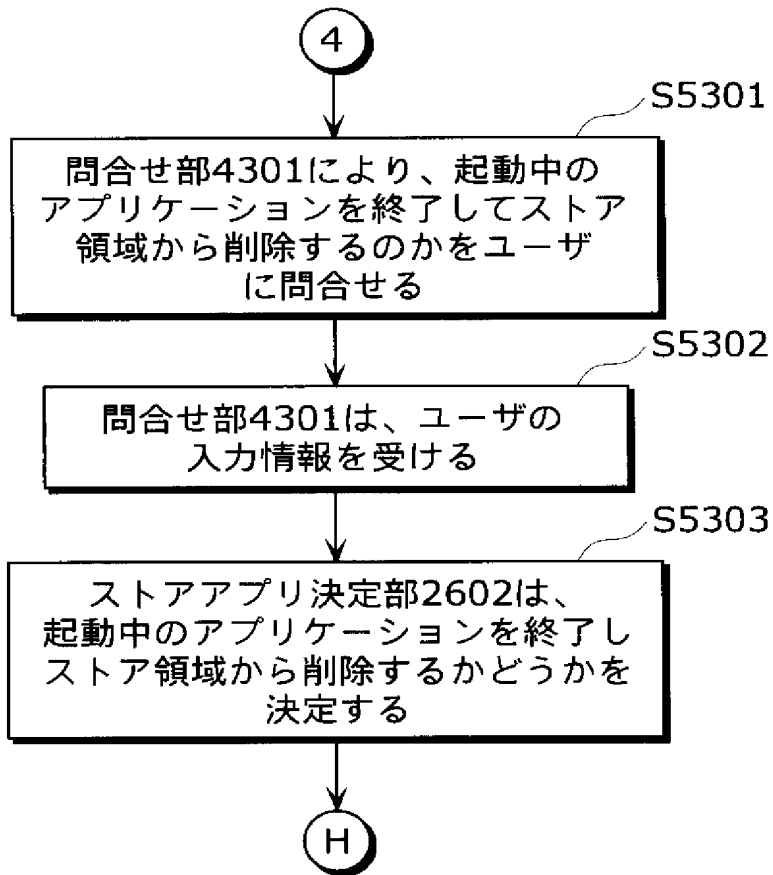 4
S5301
問合せ部4301により、起動中の
アプリケーションを終了してストア
領域から削除するのかをユーザ
に問合せる
S5302
問合せ部4301は、ユーザの
入力情報を受ける
S5303
ストアアプリ決定部2602は、
起動中のアプリケーションを終了し
ストア領域から削除するかどうかを
決定する
H